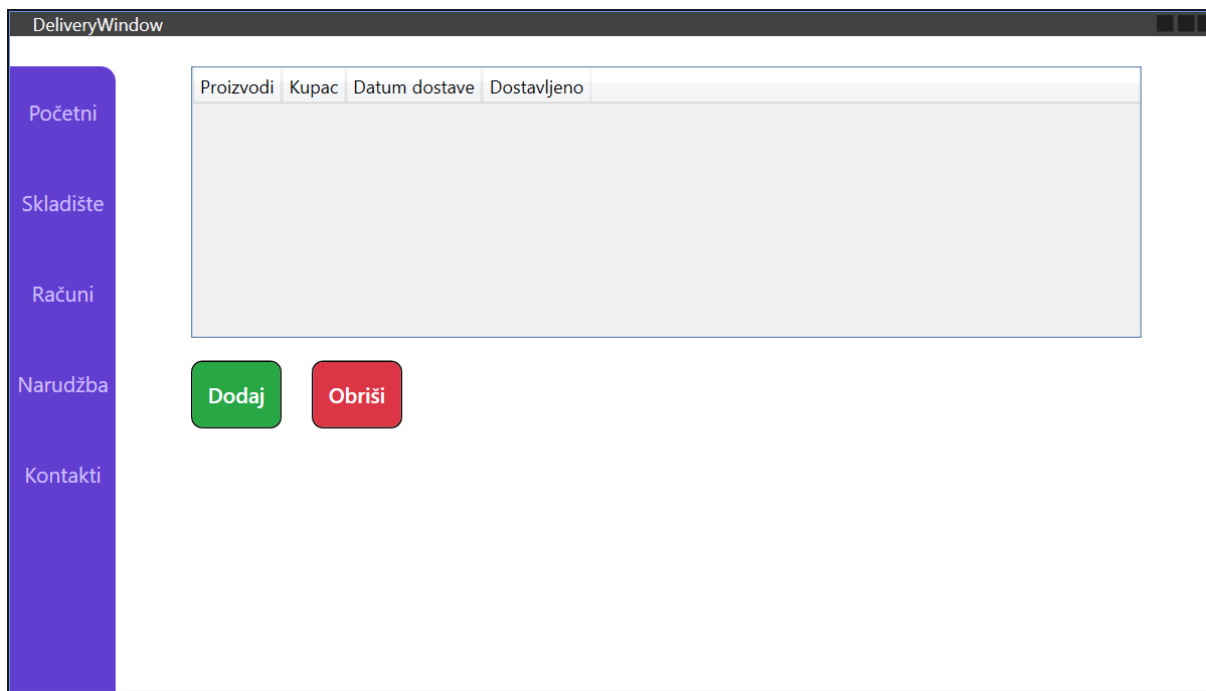 DeliveryWindow
Proizvodi Kupac Datum dostave Dostavljeno
Početni
Skladište
Računi
Narudžba
Kontakti
Dodaj Obriši